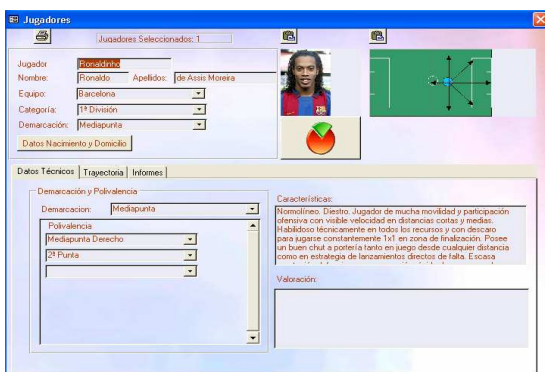 Jugadores
Jugadores Seleccionados: 1
Jugador Ronaldinho
Nombre: Ronaldo Apellidos: de Assis Moreira
Equipo: Barcelona
Categoría: 1ª División
Demarcación: Mediapunta
Datos Nacimiento y Domicilio
Datos Técnicos Trayectoria Informes
Demarcación y Polivalencia
Demarcacion: Mediapunta
Polivalencia
Mediapunta Derecho
2ª Punta
Características:
Normolíneo. Diestro. Jugador de mucha movilidad y participación
ofensiva con visible velocidad en distancias cortas y medias.
Habilidoso técnicamente en todos los recursos y con descaro
para jugarse constantemente 1x1 en zona de finalización. Posee
un buen chut a portería tanto en juego desde cualquier distancia
como en estrategia de lanzamientos directos de falta. Escasa
Valoración: